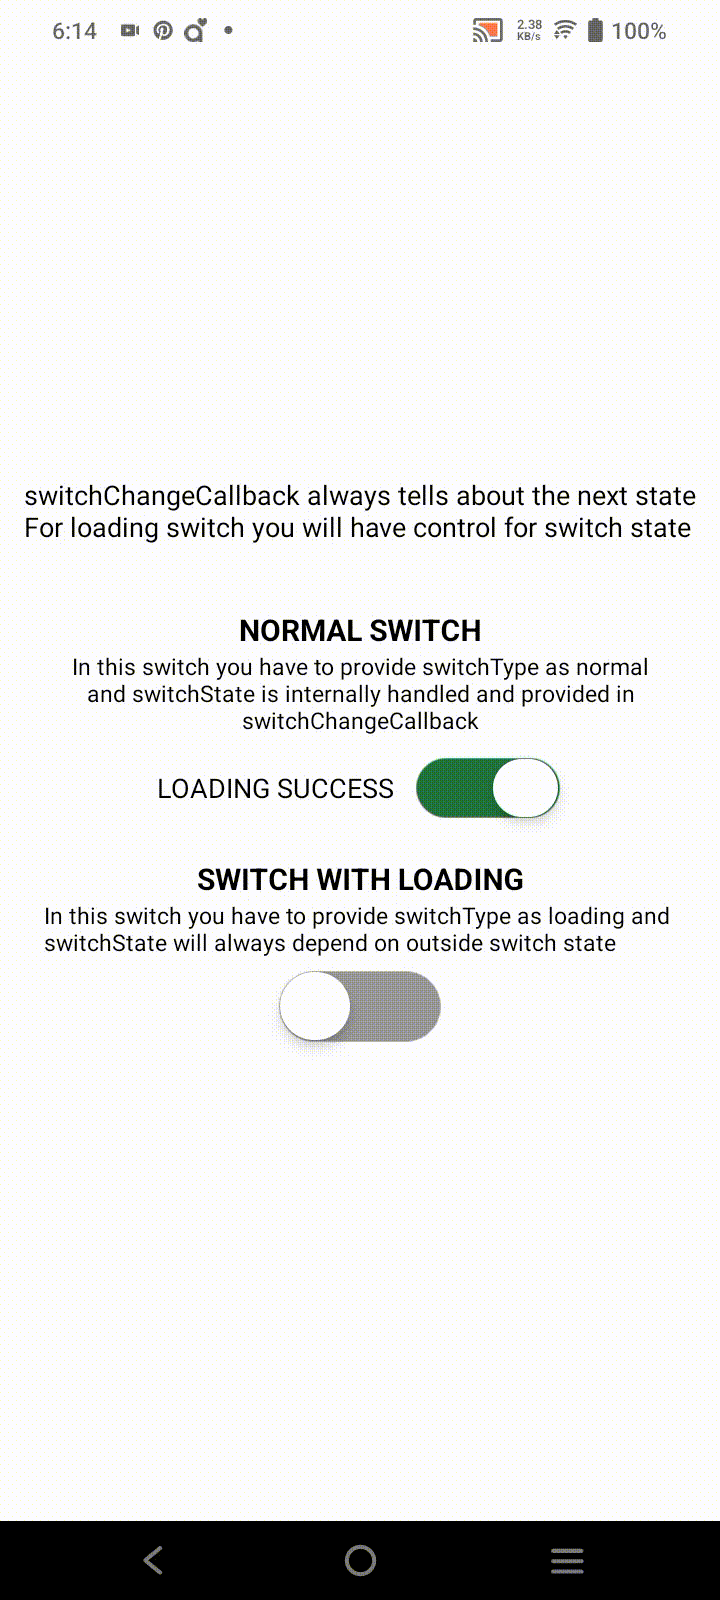 6:14
2.38
KB/s
100%
switchChangeCallback always tells about the next state
For loading switch you will have control for switch state
NORMAL SWITCH
In this switch you have to provide switchType as normal
and switchState is internally handled and provided in
switchChangeCallback
LOADING SUCCESS
SWITCH WITH LOADING
In this switch you have to provide switchType as loading and
switchState will always depend on outside switch state